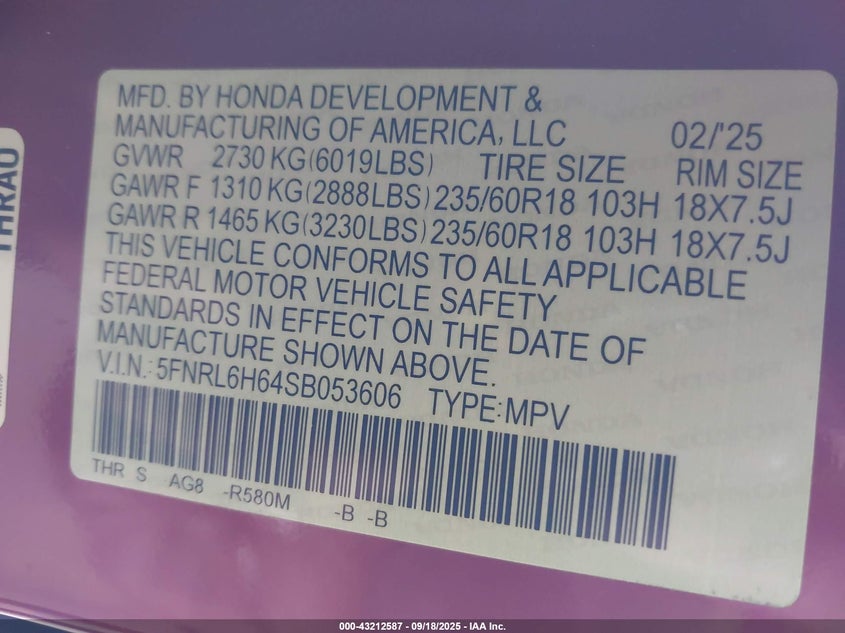 MFD. BY HONDA DEVELOPMENT &
MANUFACTURING OF AMERICA, LLC 02/'25
GVWR 2730 KG(6019LBS) TIRE SIZE RIM SIZE
GAWR F 1310 KG(2888LBS) 235/60R18 103H 18X7.5J
GAWR R 1465 KG(3230LBS) 235/60R18 103H 18X7.5J
THIS VEHICLE CONFORMS TO ALL APPLICABLE
FEDERAL MOTOR VEHICLE SAFETY
STANDARDS IN EFFECT ON THE DATE OF
MANUFACTURE SHOWN ABOVE.
V.I.N.: 5FNRL6H64SB053606 TYPE: MPV
THR S AG8 -R580M -B -B
000-43212587 - 09/18/2025 - IAA Inc.